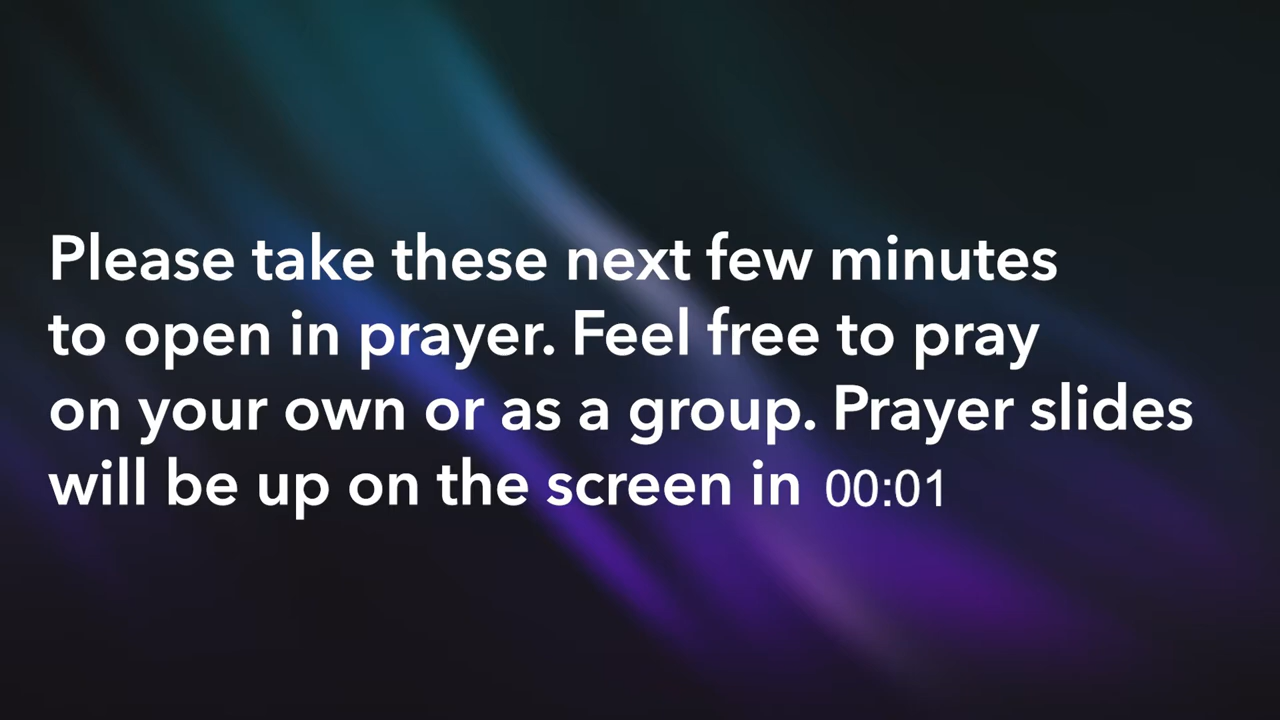 Please take these next few minutes
to open in prayer. Feel free to pray
on your own or as a group. Prayer slides
will be up on the screen in 00:01